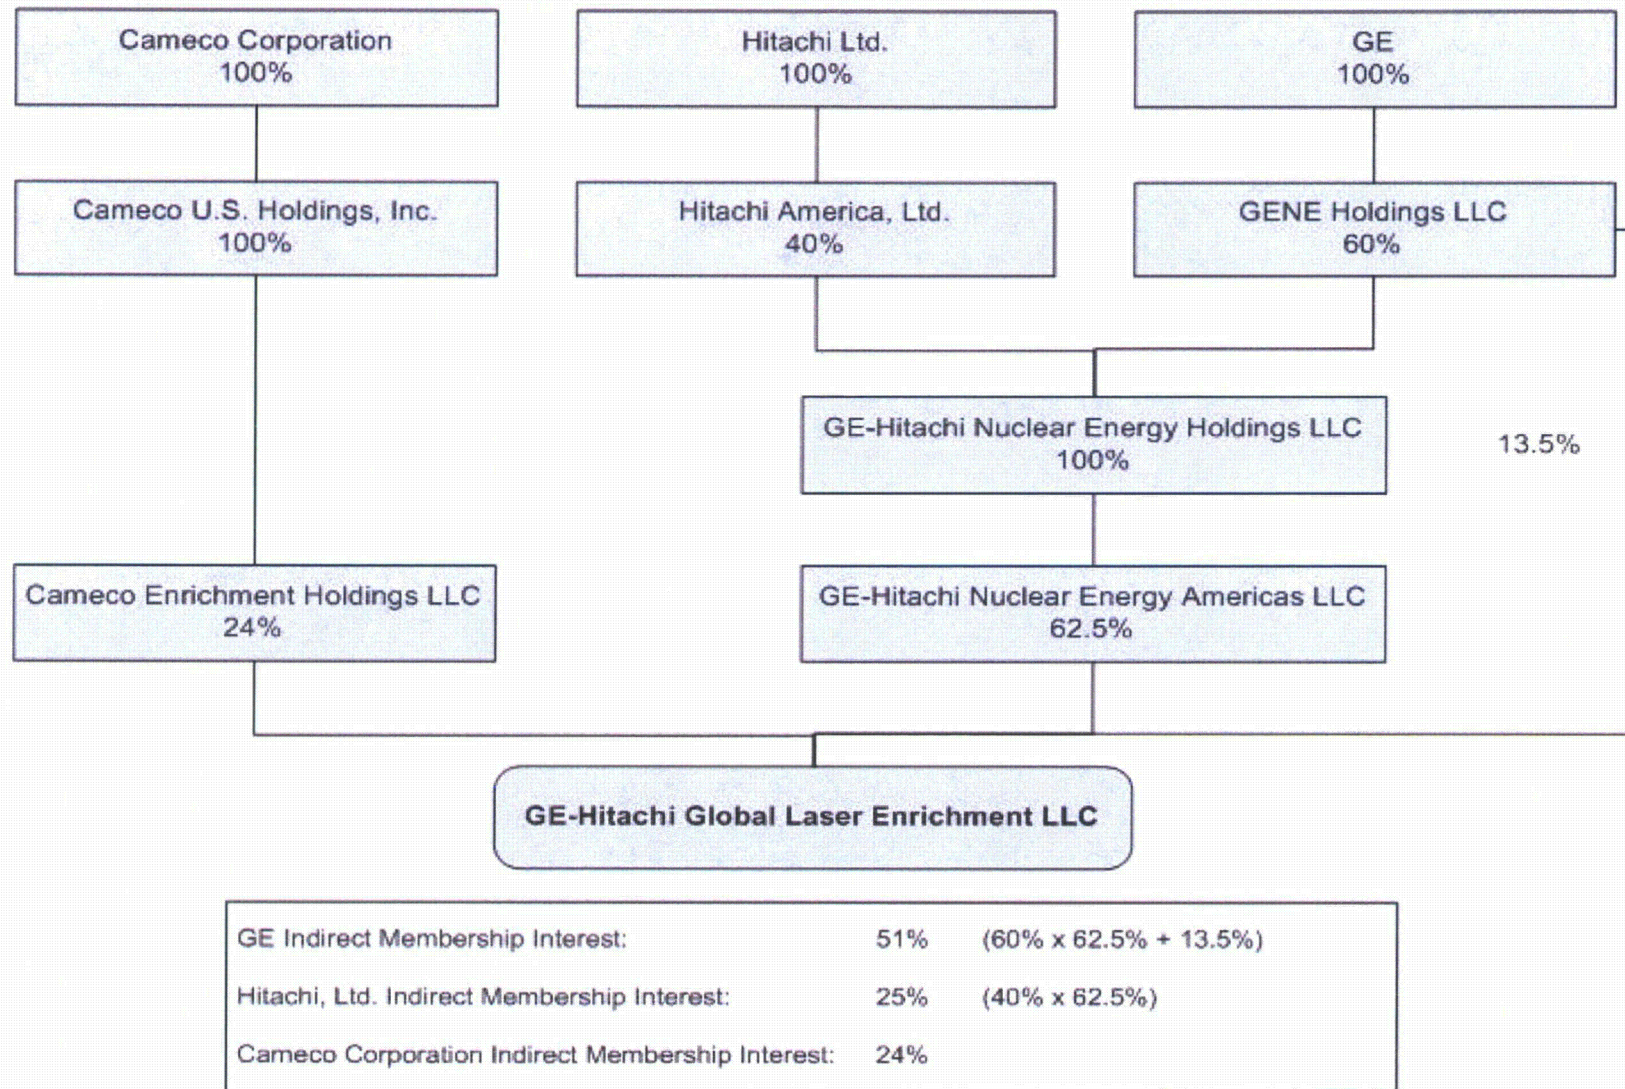 Cameco Corporation
100%
Hitachi Ltd.
100%
GE
100%
Cameco U.S. Holdings, Inc.
100%
Hitachi America, Ltd.
40%
GENE Holdings LLC
60%
GE-Hitachi Nuclear Energy Holdings LLC
100%
13.5%
Cameco Enrichment Holdings LLC
24%
GE-Hitachi Nuclear Energy Americas LLC
62.5%
GE-Hitachi Global Laser Enrichment LLC
GE Indirect Membership Interest: 51% (60% x 62.5% + 13.5%)
Hitachi, Ltd. Indirect Membership Interest: 25% (40% x 62.5%)
Cameco Corporation Indirect Membership Interest: 24%